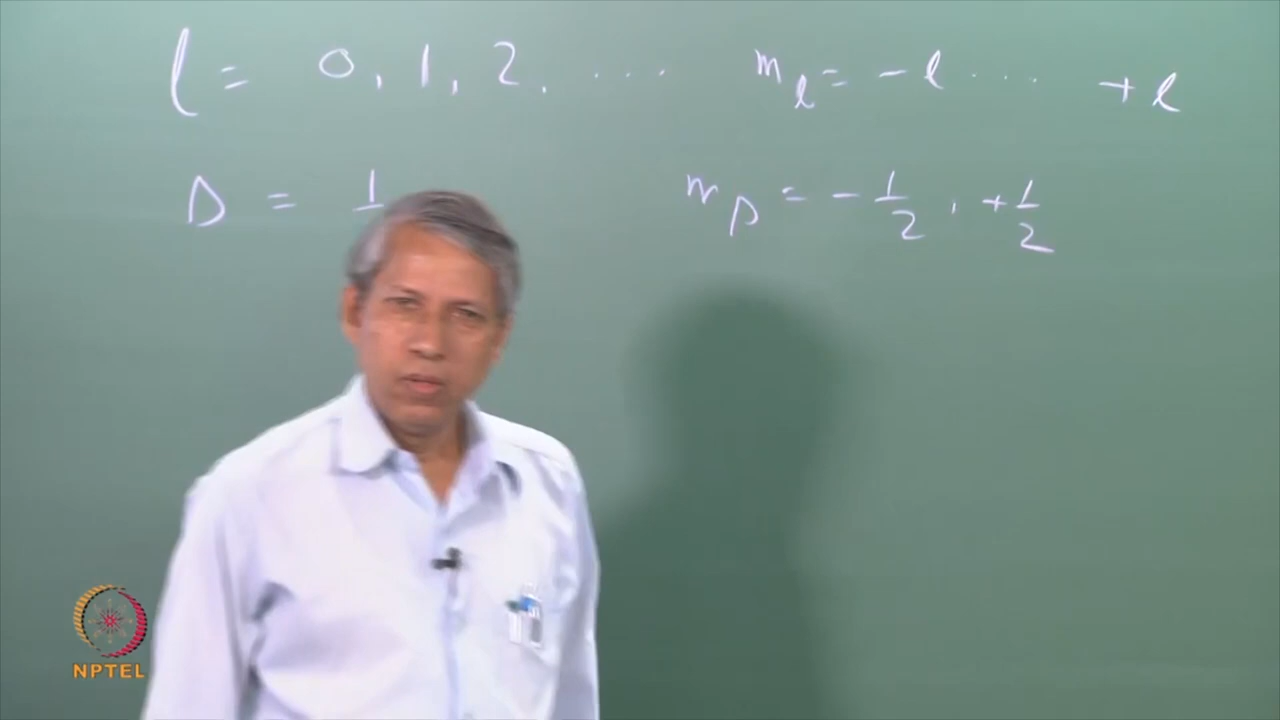 l = 0, 1, 2, .... m_l = - l .... + l
s = 1 m_s = - 1/2, + 1/2
NPTEL